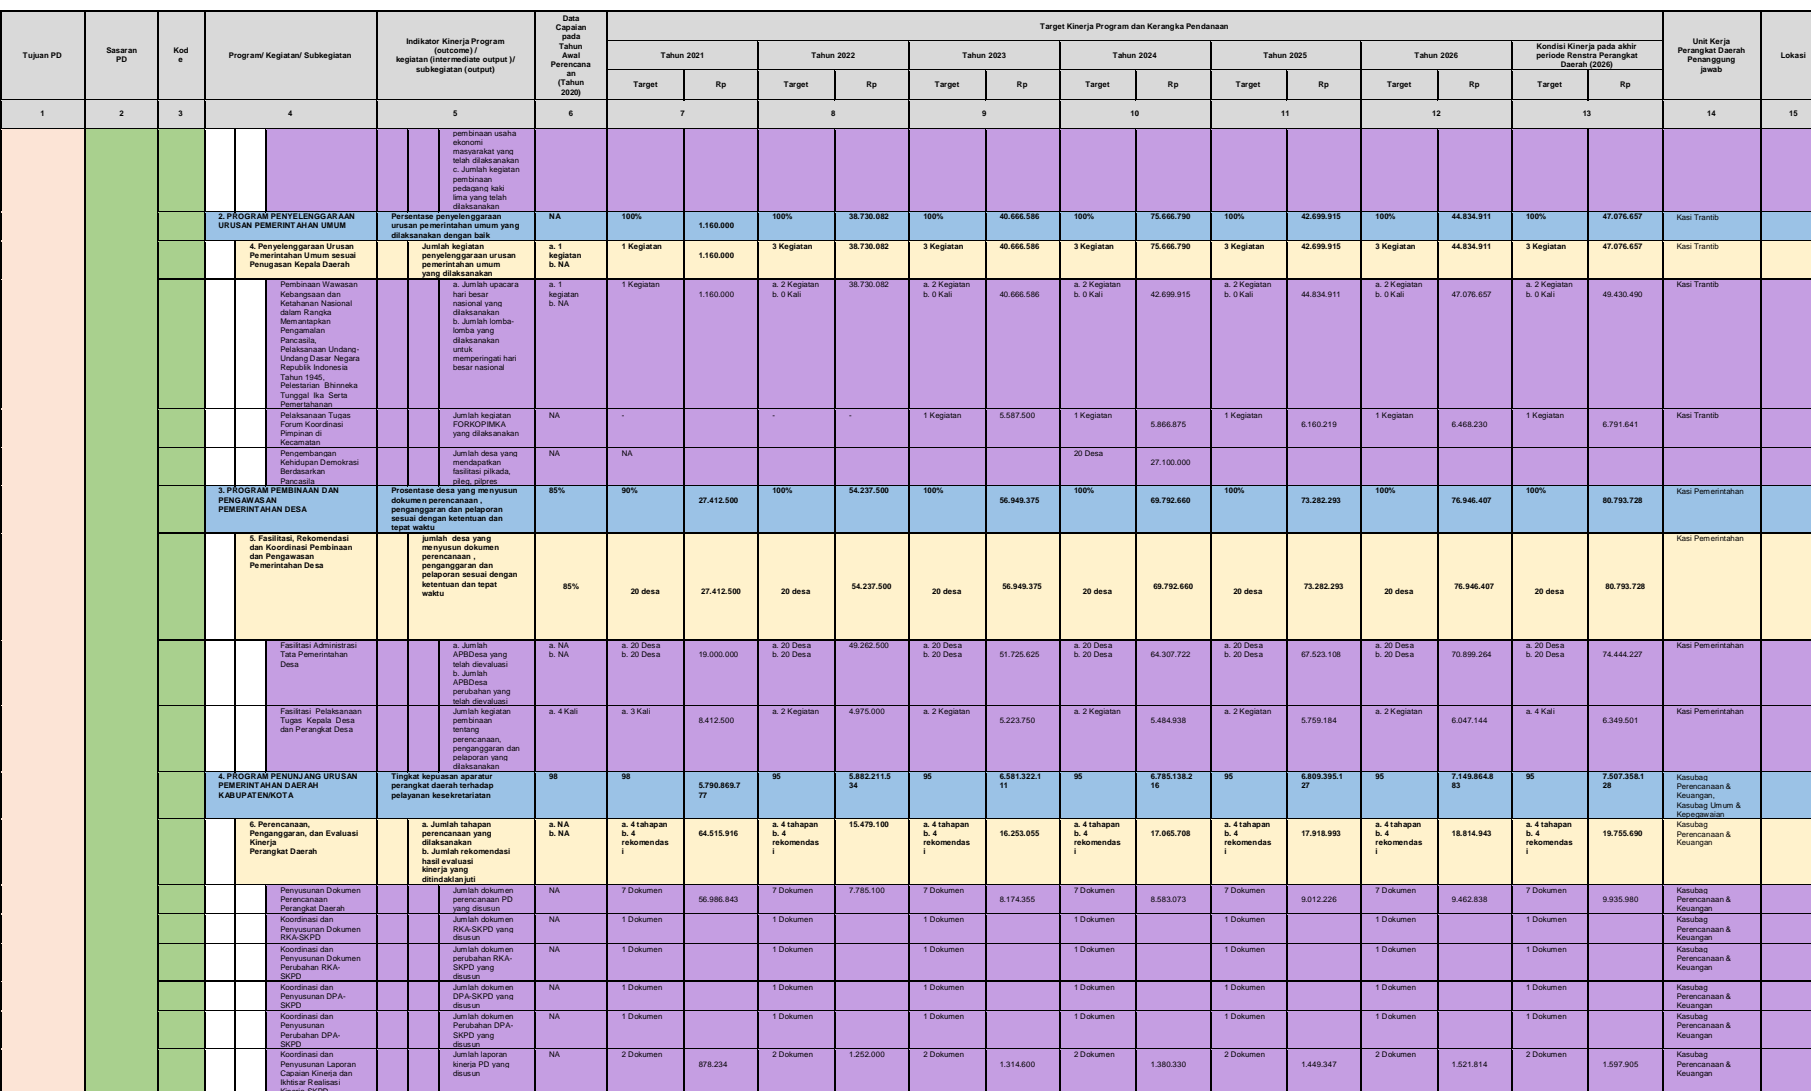 Tujuan PD
Sasaran PD
Kod e
Program/ Kegiatan/ Subkegiatan
Indikator Kinerja Program (outcome) / kegiatan (intermediate output )/ subkegiatan (output)
Data Capaian pada Tahun Awal Perencana an (Tahun 2020)
Target Kinerja Program dan Kerangka Pendanaan
Unit Kerja Perangkat Daerah Penanggung jawab
Lokasi
Tahun 2021 Tahun 2022 Tahun 2023 Tahun 2024 Tahun 2025 Tahun 2026 Kondisi Kinerja pada akhir periode Renstra Perangkat Daerah (2026)
Target Rp Target Rp Target Rp Target Rp Target Rp Target Rp Target Rp
1 2 3 4 5 6 7 8 9 10 11 12 13 14 15
pembinaan usaha ekonomi masyarakat yang telah dilaksanakan c. Jumlah kegiatan pembinaan pedagang kaki lima yang telah dilaksanakan
2. PROGRAM PENYELENGGARAAN URUSAN PEMERINTAHAN UMUM Persentase penyelenggaraan urusan pemerintahan umum yang dilaksanakan dengan baik NA 100% 1.160.000 100% 38.730.082 100% 40.666.586 100% 75.666.790 100% 42.699.915 100% 44.834.911 100% 47.076.657 Kasi Trantib
4. Penyelenggaraan Urusan Pemerintahan Umum sesuai Penugasan Kepala Daerah Jumlah kegiatan penyelenggaraan urusan pemerintahan umum yang dilaksanakan a. 1 kegiatan b. NA 1 Kegiatan 1.160.000 3 Kegiatan 38.730.082 3 Kegiatan 40.666.586 3 Kegiatan 75.666.790 3 Kegiatan 42.699.915 3 Kegiatan 44.834.911 3 Kegiatan 47.076.657 Kasi Trantib
Pembinaan Wawasan Kebangsaan dan Ketahanan Nasional dalam Rangka Memantapkan Pengamalan Pancasila, Pelaksanaan Undang-Undang Dasar Negara Republik Indonesia Tahun 1945, Pelestarian Bhinneka Tunggal Ika Serta Pemertahanan a. Jumlah upacara hari besar nasional yang dilaksanakan b. Jumlah lomba-lomba yang dilaksanakan untuk memperingati hari besar nasional a. 1 kegiatan b. NA 1 Kegiatan 1.160.000 a. 2 Kegiatan b. 0 Kali 38.730.082 a. 2 Kegiatan b. 0 Kali 40.666.586 a. 2 Kegiatan b. 0 Kali 42.699.915 a. 2 Kegiatan b. 0 Kali 44.834.911 a. 2 Kegiatan b. 0 Kali 47.076.657 a. 2 Kegiatan b. 0 Kali 49.430.490 Kasi Trantib
Pelaksanaan Tugas Forum Koordinasi Pimpinan di Kecamatan Jumlah kegiatan FORKOPIMKA yang dilaksanakan NA - - - 1 Kegiatan 5.587.500 1 Kegiatan 5.866.875 1 Kegiatan 6.160.219 1 Kegiatan 6.468.230 1 Kegiatan 6.791.641 Kasi Trantib
Pengembangan Kehidupan Demokrasi Berdasarkan Pancasila Jumlah desa yang mendapatkan fasilitasi pilkada, pileg, pilpres NA NA 20 Desa 27.100.000
3. PROGRAM PEMBINAAN DAN PENGAWASAN PEMERINTAHAN DESA Prosentase desa yang menyusun dokumen perencanaan , penganggaran dan pelaporan sesuai dengan ketentuan dan tepat waktu 85% 90% 27.412.500 100% 54.237.500 100% 56.949.375 100% 69.792.660 100% 73.282.293 100% 76.946.407 100% 80.793.728 Kasi Pemerintahan
5. Fasilitasi, Rekomendasi dan Koordinasi Pembinaan dan Pengawasan Pemerintahan Desa jumlah desa yang menyusun dokumen perencanaan , penganggaran dan pelaporan sesuai dengan ketentuan dan tepat waktu 85% 20 desa 27.412.500 20 desa 54.237.500 20 desa 56.949.375 20 desa 69.792.660 20 desa 73.282.293 20 desa 76.946.407 20 desa 80.793.728 Kasi Pemerintahan
Fasilitasi Administrasi Tata Pemerintahan Desa a. Jumlah APBDesa yang telah dievaluasi b. Jumlah APBDesa perubahan yang telah dievaluasi a. NA b. NA a. 20 Desa b. 20 Desa 19.000.000 a. 20 Desa b. 20 Desa 49.262.500 a. 20 Desa b. 20 Desa 51.725.625 a. 20 Desa b. 20 Desa 64.307.722 a. 20 Desa b. 20 Desa 67.523.108 a. 20 Desa b. 20 Desa 70.899.264 a. 20 Desa b. 20 Desa 74.444.227 Kasi Pemerintahan
Fasilitasi Pelaksanaan Tugas Kepala Desa dan Perangkat Desa Jumlah kegiatan pembinaan tentang perencanaan, penganggaran dan pelaporan yang dilaksanakan a. 4 Kali a. 3 Kali 8.412.500 a. 2 Kegiatan 4.975.000 a. 2 Kegiatan 5.223.750 a. 2 Kegiatan 5.484.938 a. 2 Kegiatan 5.759.184 a. 2 Kegiatan 6.047.144 a. 4 Kali 6.349.501 Kasi Pemerintahan
4. PROGRAM PENUNJANG URUSAN PEMERINTAHAN DAERAH KABUPATEN/KOTA Tingkat kepuasan aparatur perangkat daerah terhadap pelayanan kesekretariatan 98 98 5.790.869.7 77 95 5.882.211.5 34 95 6.581.322.1 11 95 6.785.138.2 16 95 6.809.395.1 27 95 7.149.864.8 83 95 7.507.358.1 28 Kasubag Perencanaan & Keuangan, Kasubag Umum & Kepegawaian
6. Perencanaan, Penganggaran, dan Evaluasi Kinerja Perangkat Daerah a. Jumlah tahapan perencanaan yang dilaksanakan b. Jumlah rekomendasi hasil evaluasi kinerja yang ditindaklanjuti a. NA b. NA a. 4 tahapan b. 4 rekomendas i 64.515.916 a. 4 tahapan b. 4 rekomendas i 15.479.100 a. 4 tahapan b. 4 rekomendas i 16.253.055 a. 4 tahapan b. 4 rekomendas i 17.065.708 a. 4 tahapan b. 4 rekomendas i 17.918.993 a. 4 tahapan b. 4 rekomendas i 18.814.943 a. 4 tahapan b. 4 rekomendas i 19.755.690 Kasubag Perencanaan & Keuangan
Penyusunan Dokumen Perencanaan Perangkat Daerah Jumlah dokumen perencanaan PD yang disusun NA 7 Dokumen 56.986.843 7 Dokumen 7.785.100 7 Dokumen 8.174.355 7 Dokumen 8.583.073 7 Dokumen 9.012.226 7 Dokumen 9.462.838 7 Dokumen 9.935.980 Kasubag Perencanaan & Keuangan
Koordinasi dan Penyusunan Dokumen RKA-SKPD Jumlah dokumen RKA-SKPD yang disusun NA 1 Dokumen 1 Dokumen 1 Dokumen 1 Dokumen 1 Dokumen 1 Dokumen 1 Dokumen Kasubag Perencanaan & Keuangan
Koordinasi dan Penyusunan Dokumen Perubahan RKA-SKPD Jumlah dokumen perubahan RKA-SKPD yang disusun NA 1 Dokumen 1 Dokumen 1 Dokumen 1 Dokumen 1 Dokumen 1 Dokumen 1 Dokumen Kasubag Perencanaan & Keuangan
Koordinasi dan Penyusunan DPA-SKPD Jumlah dokumen DPA-SKPD yang disusun NA 1 Dokumen 1 Dokumen 1 Dokumen 1 Dokumen 1 Dokumen 1 Dokumen 1 Dokumen Kasubag Perencanaan & Keuangan
Koordinasi dan Penyusunan Perubahan DPA-SKPD Jumlah dokumen Perubahan DPA-SKPD yang disusun NA 1 Dokumen 1 Dokumen 1 Dokumen 1 Dokumen 1 Dokumen 1 Dokumen 1 Dokumen Kasubag Perencanaan & Keuangan
Koordinasi dan Penyusunan Laporan Capaian Kinerja dan Ikhtisar Realisasi Jumlah laporan kinerja PD yang disusun NA 2 Dokumen 878.234 2 Dokumen 1.252.000 2 Dokumen 1.314.600 2 Dokumen 1.380.330 2 Dokumen 1.449.347 2 Dokumen 1.521.814 2 Dokumen 1.597.905 Kasubag Perencanaan & Keuangan